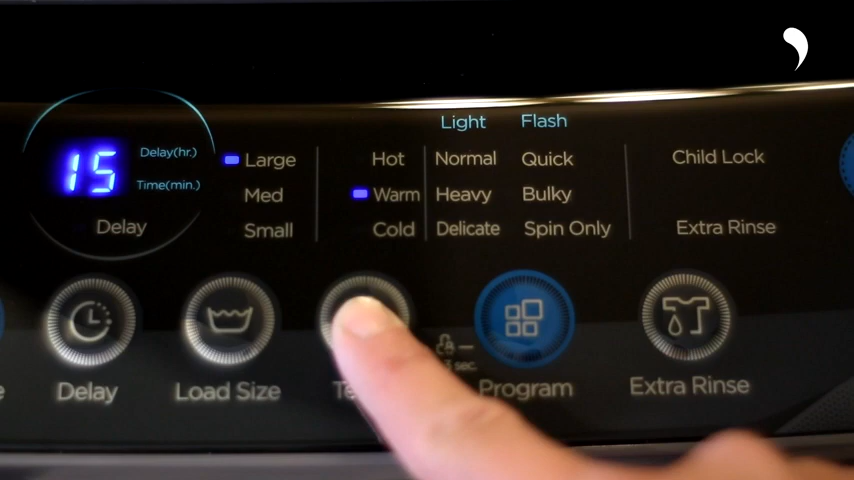 Light Flash
15 Delay(hr.) Large Hot Normal Quick Child Lock
Time(min.) Med Warm Heavy Bulky
Delay Small Cold Delicate Spin Only Extra Rinse
sec.
Delay Load Size Program Extra Rinse